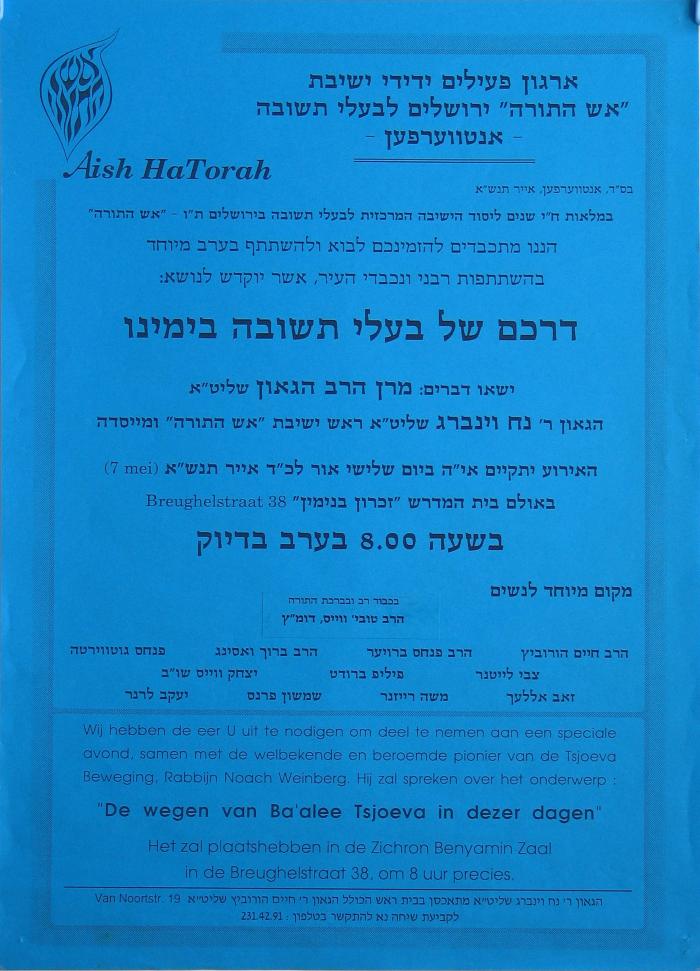 אש התורה
Aish HaTorah
ארגון פעילים ידידי ישיבת
"אש התורה" ירושלים לבעלי תשובה
- אנטווערפען -
בס"ד, אנטווערפען, אייר תנש"א
במלאות ח"י שנים ליסוד הישיבה המרכזית לבעלי תשובה בירושלים ת"ו - "אש התורה"
הננו מתכבדים להזמינכם לבוא ולהשתתף בערב מיוחד
בהשתתפות רבני ונכבדי העיר, אשר יוקדש לנושא:
דרכם של בעלי תשובה בימינו
ישאו דברים: מרן הרב הגאון שליט"א
הגאון ר' נח וינברג שליט"א ראש ישיבת "אש התורה" ומייסדה
האירוע יתקיים אי"ה ביום שלישי אור לכ"ד אייר תנש"א (7 mei)
באולם בית המדרש "זכרון בנימין" Breughelstraat 38
בשעה 8.00 בערב בדיוק
מקום מיוחד לנשים
בכבוד רב ובברכת התורה
הרב טובי' ווייס, דומ"ץ
הרב חיים הורוביץ הרב פנחס ברויער הרב ברוך ואסינג פנחס גוטווירטה
צבי לייטנר פיליפ ברודט יצחק ווייס שו"ב
זאב אללעך משה רייזנר שמשון פרנס יעקב לרנר
Wij hebben de eer U uit te nodigen om deel te nemen aan een speciale
avond, samen met de welbekende en beroemde pionier van de Tsjoeva
Beweging, Rabbijn Noach Weinberg. Hij zal spreken over het onderwerp :
"De wegen van Ba'alee Tsjoeva in dezer dagen"
Het zal plaatshebben in de Zichron Benyamin Zaal
in de Breughelstraat 38, om 8 uur precies.
הגאון ר' נח וינברג שליט"א מתאכסן בבית ראש הכולל הגאון ר' חיים הורוביץ שליט"א Van Noortstr. 19
לקביעת שיחה נא להתקשר בטלפון - 231.42.91